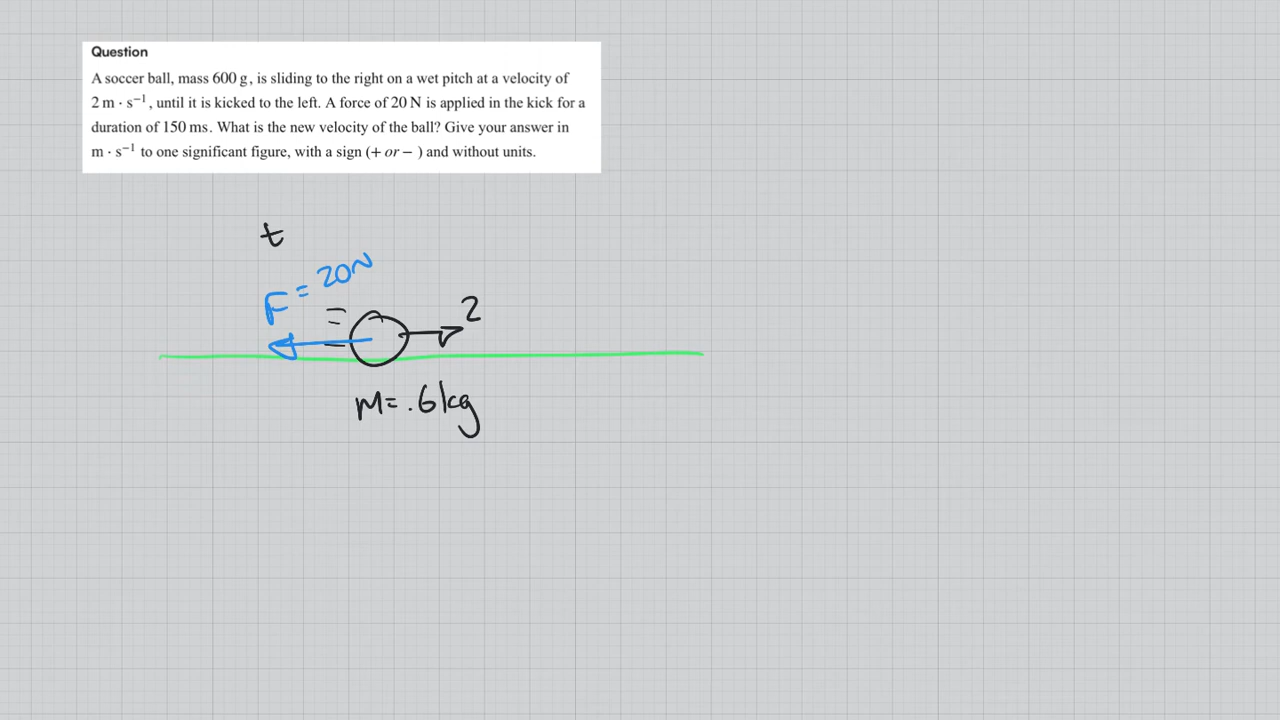 Question
A soccer ball, mass 600 g, is sliding to the right on a wet pitch at a velocity of
2 m · s⁻¹, until it is kicked to the left. A force of 20 N is applied in the kick for a
duration of 150 ms. What is the new velocity of the ball? Give your answer in
m · s⁻¹ to one significant figure, with a sign (+ or − ) and without units.
t
F = 20N
2
m = .6kg